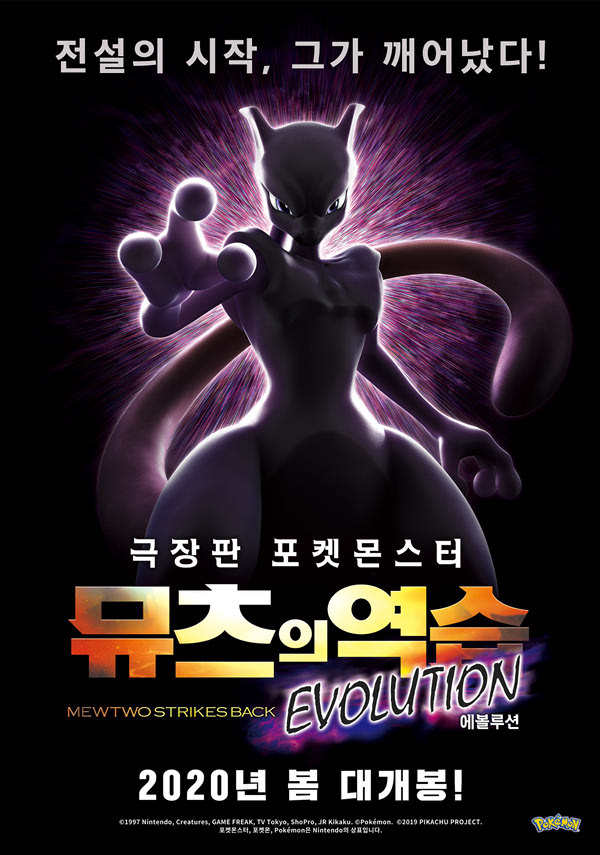 전설의 시작, 그가 깨어났다!
극장판 포켓몬스터
뮤츠의 역습
MEWTWO STRIKES BACK
EVOLUTION
에볼루션
2020년 봄 대개봉!
©1997 Nintendo, Creatures, GAME FREAK, TV Tokyo, ShoPro, JR Kikaku. ©Pokémon. ©2019 PIKACHU PROJECT.
포켓몬스터, 포켓몬, Pokémon은 Nintendo의 상표입니다.
POKéMON